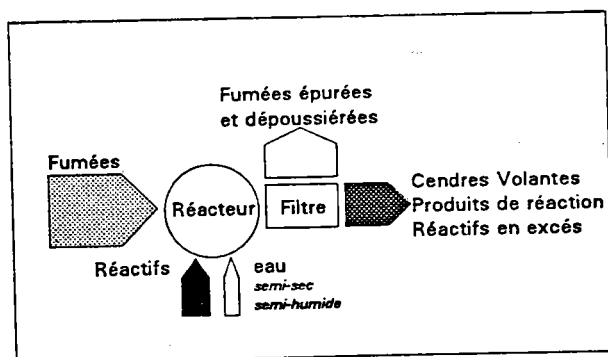 Fumées épurées
et dépoussiérées
Fumées
Réacteur
Filtre
Cendres Volantes
Produits de réaction
Réactifs en excés
Réactifs
eau
semi-sec
semi-humide